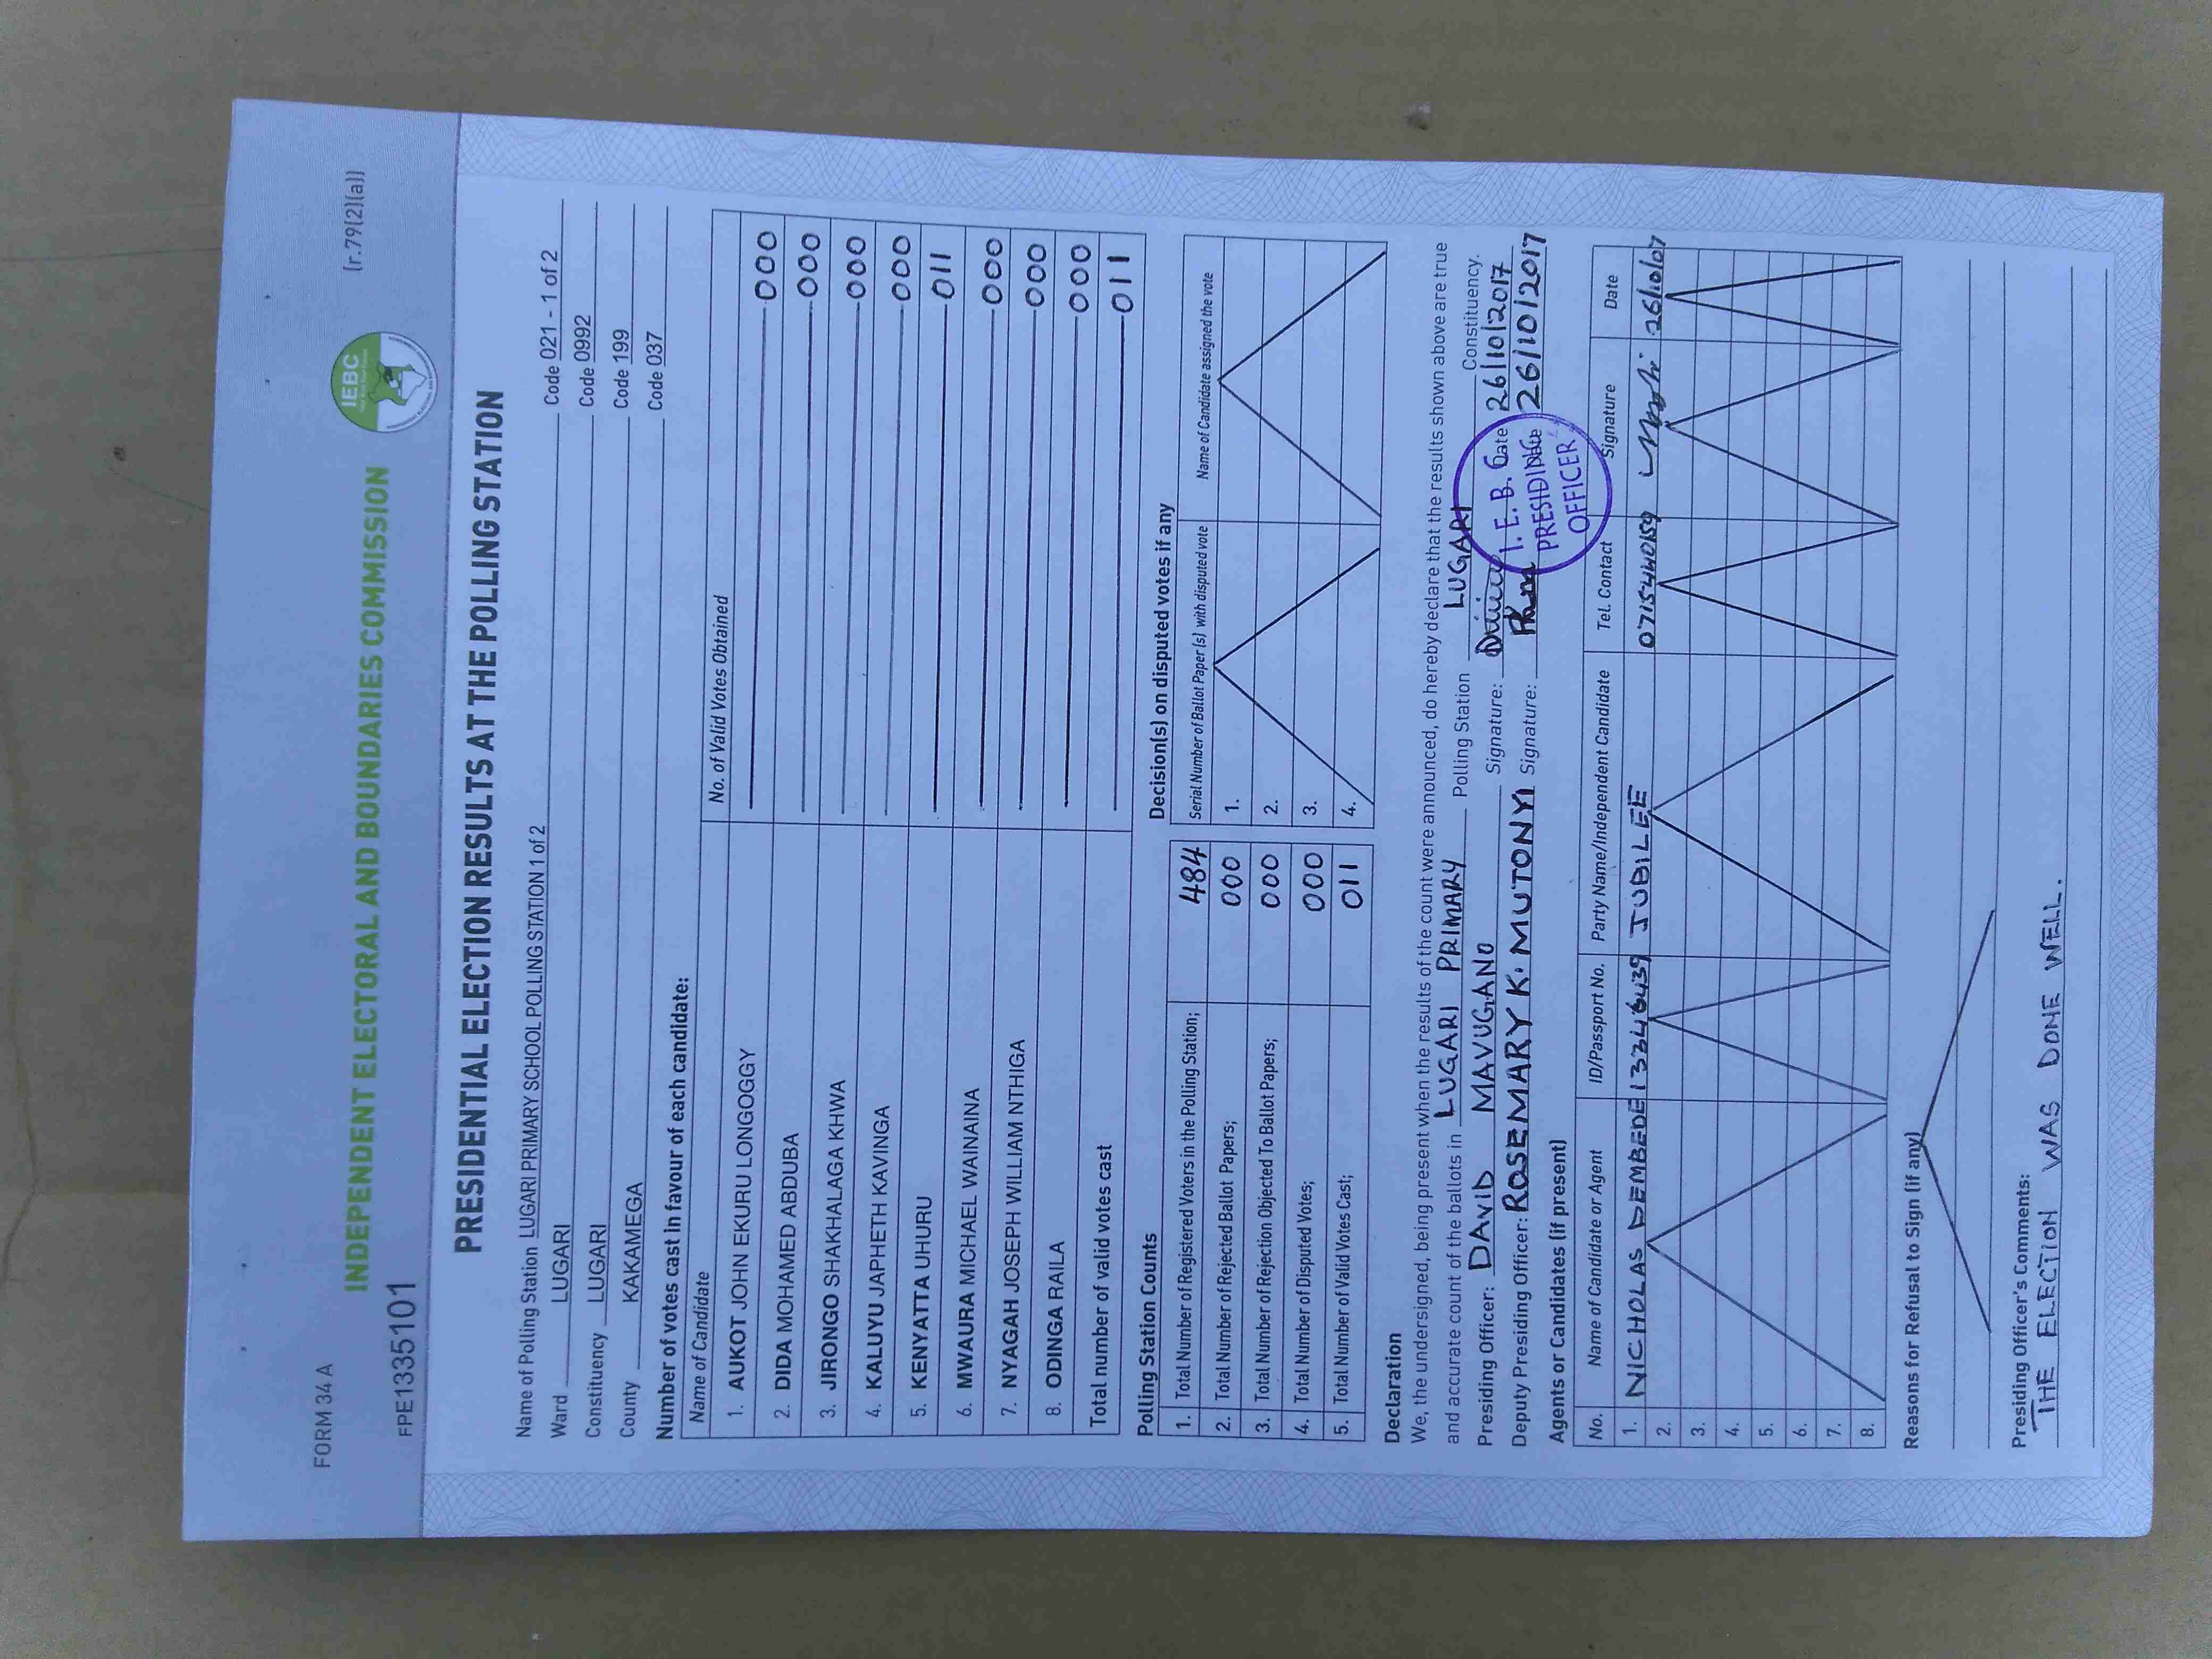 FORM 34 A
(r.79(2)(a))
IEBC
INDEPENDENT ELECTORAL AND BOUNDARIES COMMISSION
FPE1335101
PRESIDENTIAL ELECTION RESULTS AT THE POLLING STATION
Name of Polling Station LUGARI PRIMARY SCHOOL POLLING STATION 1 of 2 Code 021 - 1 of 2
Ward LUGARI Code 0992
Constituency LUGARI Code 199
County KAKAMEGA Code 037
Number of votes cast in favour of each candidate:
Name of Candidate No. of Valid Votes Obtained
1. AUKOT JOHN EKURU LONGOGGY 000
2. DIDA MOHAMED ABDUBA 000
3. JIRONGO SHAKHALAGA KHWA 000
4. KALUYU JAPHETH KAVINGA 000
5. KENYATTA UHURU 011
6. MWAURA MICHAEL WAINAINA 000
7. NYAGAH JOSEPH WILLIAM NTHIGA 000
8. ODINGA RAILA 000
Total number of valid votes cast 011
Polling Station Counts
1. Total Number of Registered Voters in the Polling Station; 484
2. Total Number of Rejected Ballot Papers; 000
3. Total Number of Rejection Objected To Ballot Papers; 000
4. Total Number of Disputed Votes; 000
5. Total Number of Valid Votes Cast; 011
Decision(s) on disputed votes if any
Serial Number of Ballot Paper (s) with disputed vote Name of Candidate assigned the vote
1.
2.
3.
4.
Declaration
We, the undersigned, being present when the results of the count were announced, do hereby declare that the results shown above are true
and accurate count of the ballots in LUGARI PRIMARY Polling Station LUGARI Constituency.
Presiding Officer: DAVID MAVUGANO Signature: Date 26/10/2017
Deputy Presiding Officer: ROSEMARY K. MUTONYI Signature: Date 26/10/2017
I. E. B. C
PRESIDING
OFFICER
Agents or Candidates (if present)
No. Name of Candidate or Agent ID/Passport No. Party Name/Independent Candidate Tel. Contact Signature Date
1. NICHOLAS DEMBEDE 13346439 JUBILEE 0715440159
2.
3.
4.
5.
6.
7.
8.
Reasons for Refusal to Sign (if any)
Presiding Officer's Comments:
THE ELECTION WAS DONE WELL.